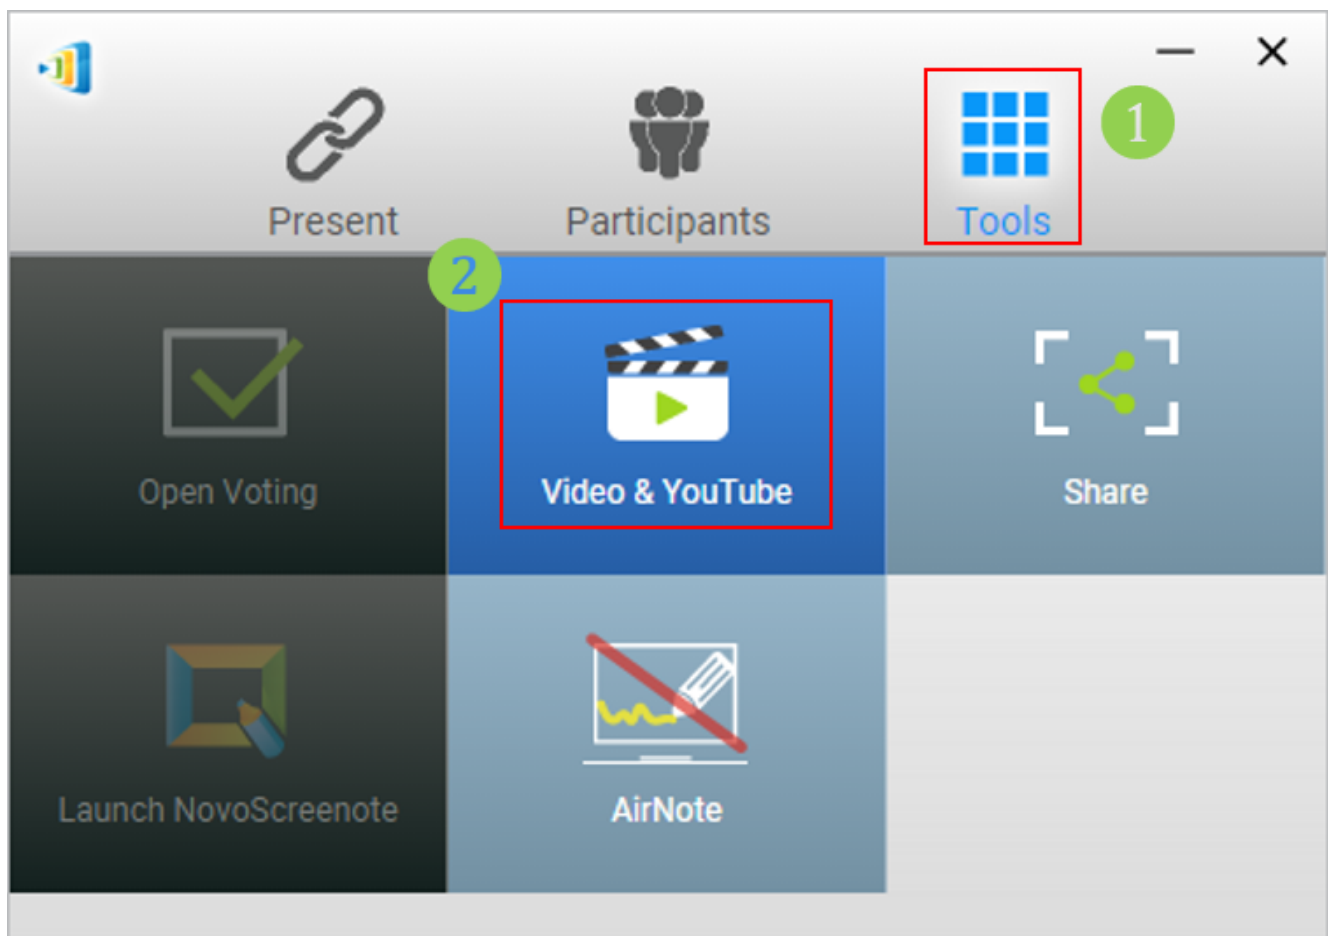 1
Present
Participants
Tools
2
Open Voting
Video & YouTube
Share
Launch NovoScreenote
AirNote